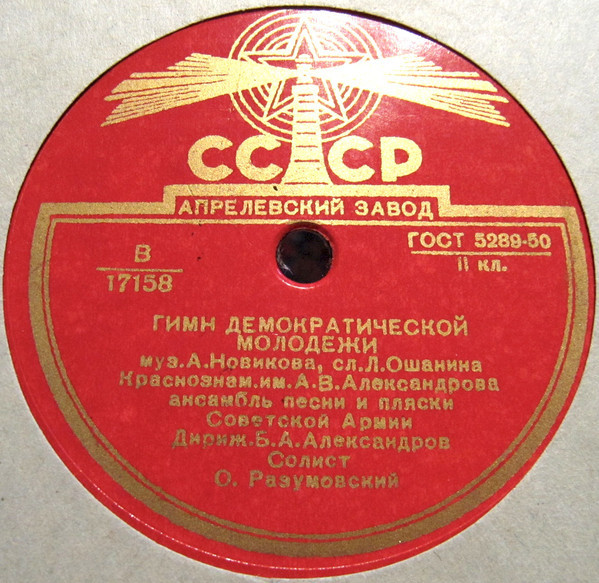 СССР
АПРЕЛЕВСКИЙ ЗАВОД
В
17158
ГОСТ 5289-50
II кл.
ГИМН ДЕМОКРАТИЧЕСКОЙ
МОЛОДЕЖИ
муз.А.Новикова, сл.Л.Ошанина
Краснознам.им.А.В.Александрова
ансамбль песни и пляски
Советской Армии
Дириж.Б.А.Александров
Солист
О. Разумовский